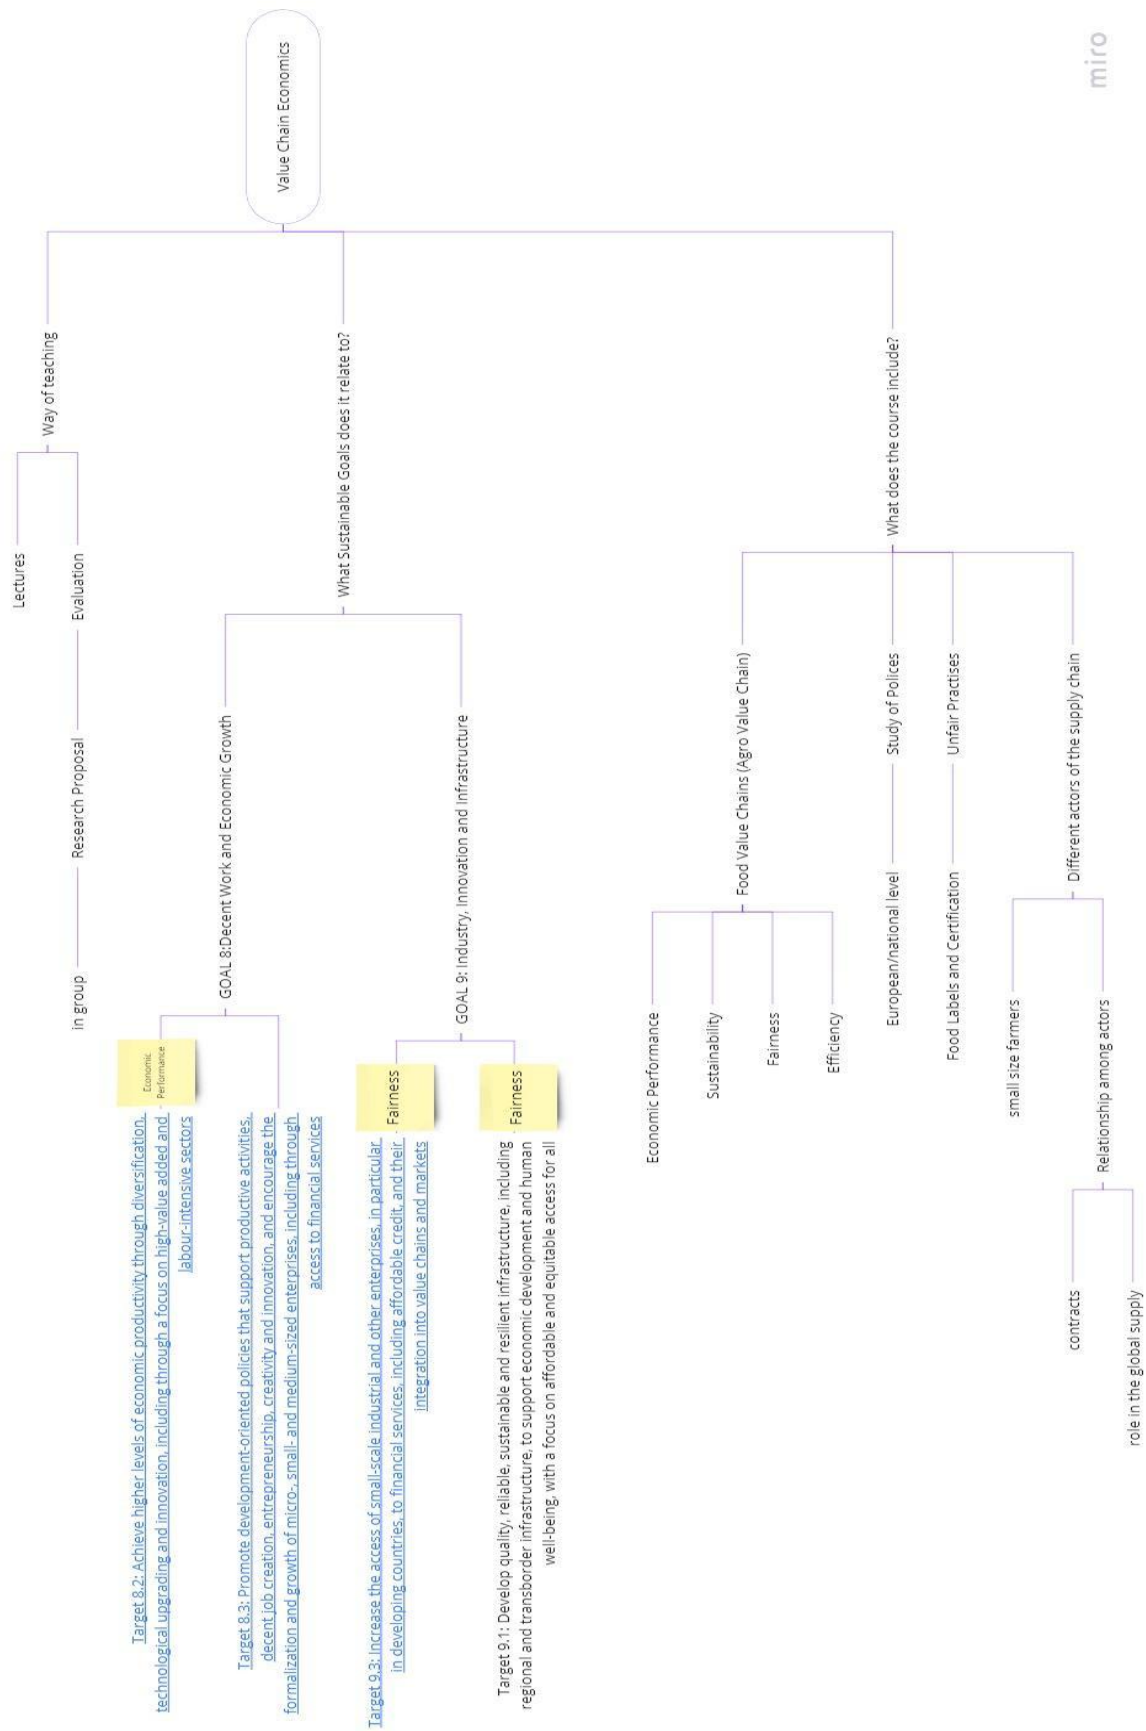 miro
Value Chain Economics
Way of teaching
Lectures
Evaluation
Research Proposal
in group
What Sustainable Goals does it relate to?
GOAL 8:Decent Work and Economic Growth
Economic
Performance
Target 8.2: Achieve higher levels of economic productivity through diversification,
technological upgrading and innovation, including through a focus on high-value added and
labour-intensive sectors
Target 8.3: Promote development-oriented policies that support productive activities,
decent job creation, entrepreneurship, creativity and innovation, and encourage the
formalization and growth of micro-, small- and medium-sized enterprises, including through
access to financial services
GOAL 9: Industry, Innovation and Infrastructure
Fairness
Target 9.3: Increase the access of small-scale industrial and other enterprises, in particular
in developing countries, to financial services, including affordable credit, and their
integration into value chains and markets
Fairness
Target 9.1: Develop quality, reliable, sustainable and resilient infrastructure, including
regional and transborder infrastructure, to support economic development and human
well-being, with a focus on affordable and equitable access for all
What does the course include?
Food Value Chains (Agro Value Chain)
Economic Performance
Sustainability
Fairness
Efficiency
Study of Polices
European/national level
Unfair Practises
Food Labels and Certification
Different actors of the supply chain
small size farmers
Relationship among actors
contracts
role in the global supply